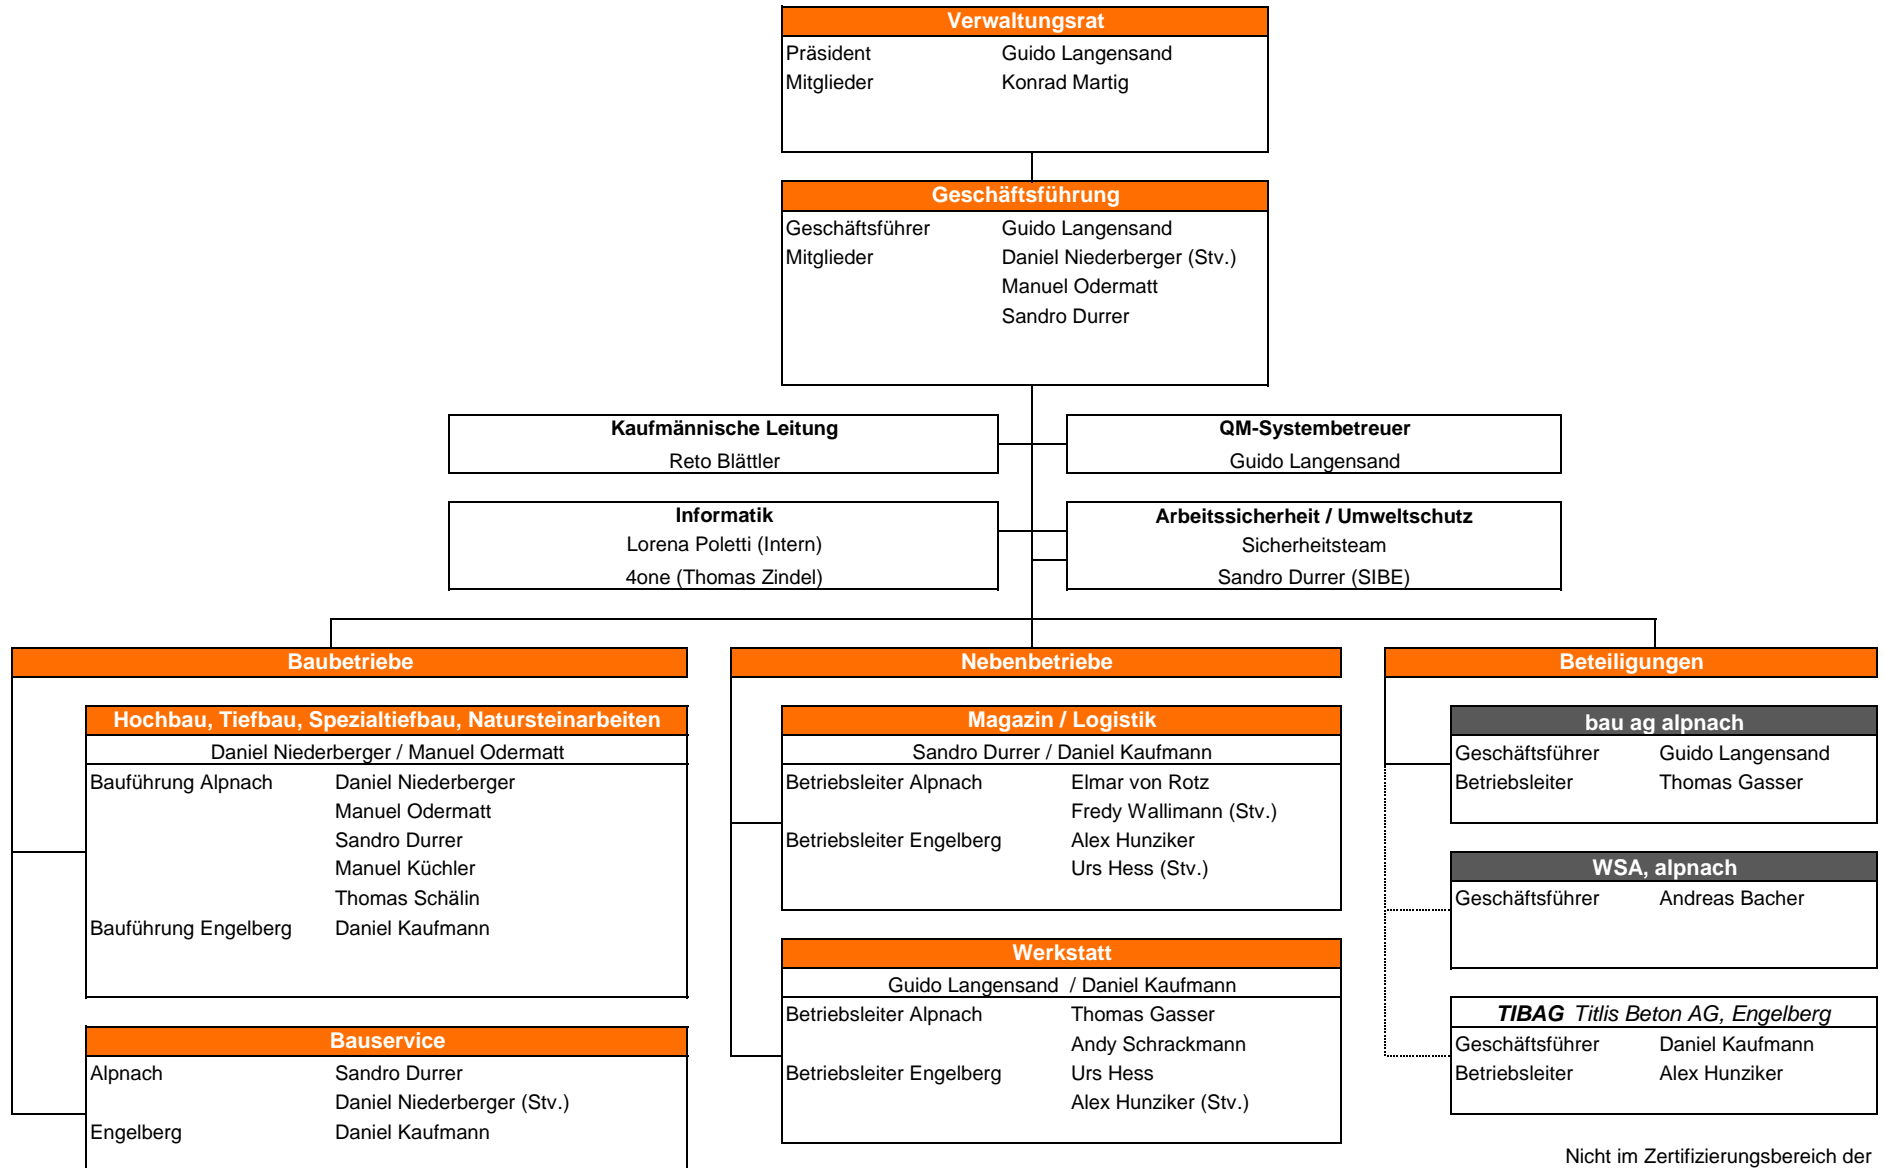 Verwaltungsrat
Präsident Guido Langensand
Mitglieder Konrad Martig
Geschäftsführung
Geschäftsführer Guido Langensand
Mitglieder Daniel Niederberger (Stv.)
Manuel Odermatt
Sandro Durrer
Kaufmännische Leitung
Reto Blättler
QM-Systembetreuer
Guido Langensand
Informatik
Lorena Poletti (Intern)
4one (Thomas Zindel)
Arbeitssicherheit / Umweltschutz
Sicherheitsteam
Sandro Durrer (SIBE)
Baubetriebe
Hochbau, Tiefbau, Spezialtiefbau, Natursteinarbeiten
Daniel Niederberger / Manuel Odermatt
Bauführung Alpnach Daniel Niederberger
Manuel Odermatt
Sandro Durrer
Manuel Küchler
Thomas Schälin
Bauführung Engelberg Daniel Kaufmann
Bauservice
Alpnach Sandro Durrer
Daniel Niederberger (Stv.)
Engelberg Daniel Kaufmann
Nebenbetriebe
Magazin / Logistik
Sandro Durrer / Daniel Kaufmann
Betriebsleiter Alpnach Elmar von Rotz
Fredy Wallimann (Stv.)
Betriebsleiter Engelberg Alex Hunziker
Urs Hess (Stv.)
Werkstatt
Guido Langensand / Daniel Kaufmann
Betriebsleiter Alpnach Thomas Gasser
Andy Schrackmann
Betriebsleiter Engelberg Urs Hess
Alex Hunziker (Stv.)
Beteiligungen
bau ag alpnach
Geschäftsführer Guido Langensand
Betriebsleiter Thomas Gasser
WSA, alpnach
Geschäftsführer Andreas Bacher
TIBAG Titlis Beton AG, Engelberg
Geschäftsführer Daniel Kaufmann
Betriebsleiter Alex Hunziker
Nicht im Zertifizierungsbereich der